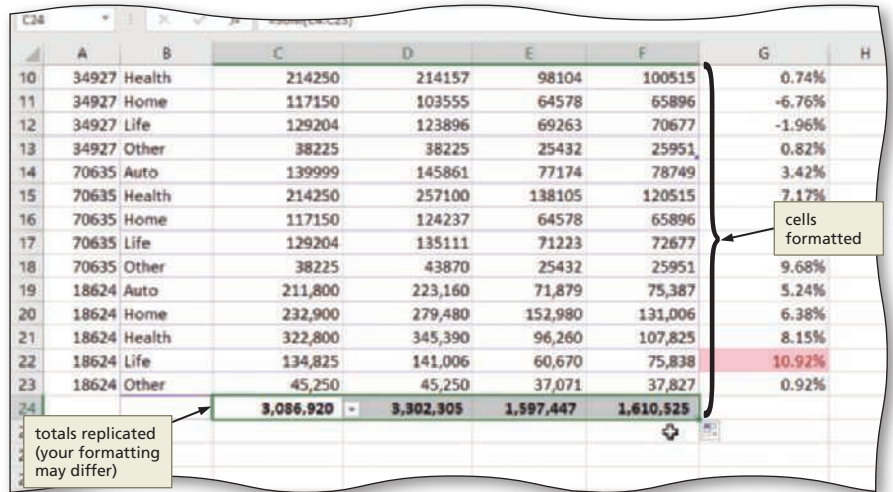 C24 =SUM(C4:C23)
A B C D E F G H
10 34927 Health 214250 214157 98104 100515 0.74%
11 34927 Home 117150 103555 64578 65896 -6.76%
12 34927 Life 129204 123896 69263 70677 -1.96%
13 34927 Other 38225 38225 25432 25951 0.82%
14 70635 Auto 139999 145861 77174 78749 3.42%
15 70635 Health 214250 257100 138105 120515 7.17%
16 70635 Home 117150 124237 64578 65896
cells
formatted
17 70635 Life 129204 135111 71223 72677
18 70635 Other 38225 43870 25432 25951 9.68%
19 18624 Auto 211,800 223,160 71,879 75,387 5.24%
20 18624 Home 232,900 279,480 152,980 131,006 6.38%
21 18624 Health 322,800 345,390 96,260 107,825 8.15%
22 18624 Life 134,825 141,006 60,670 75,838 10.92%
23 18624 Other 45,250 45,250 37,071 37,827 0.92%
24 3,086,920 3,302,305 1,597,447 1,610,525
totals replicated
(your formatting
may differ)